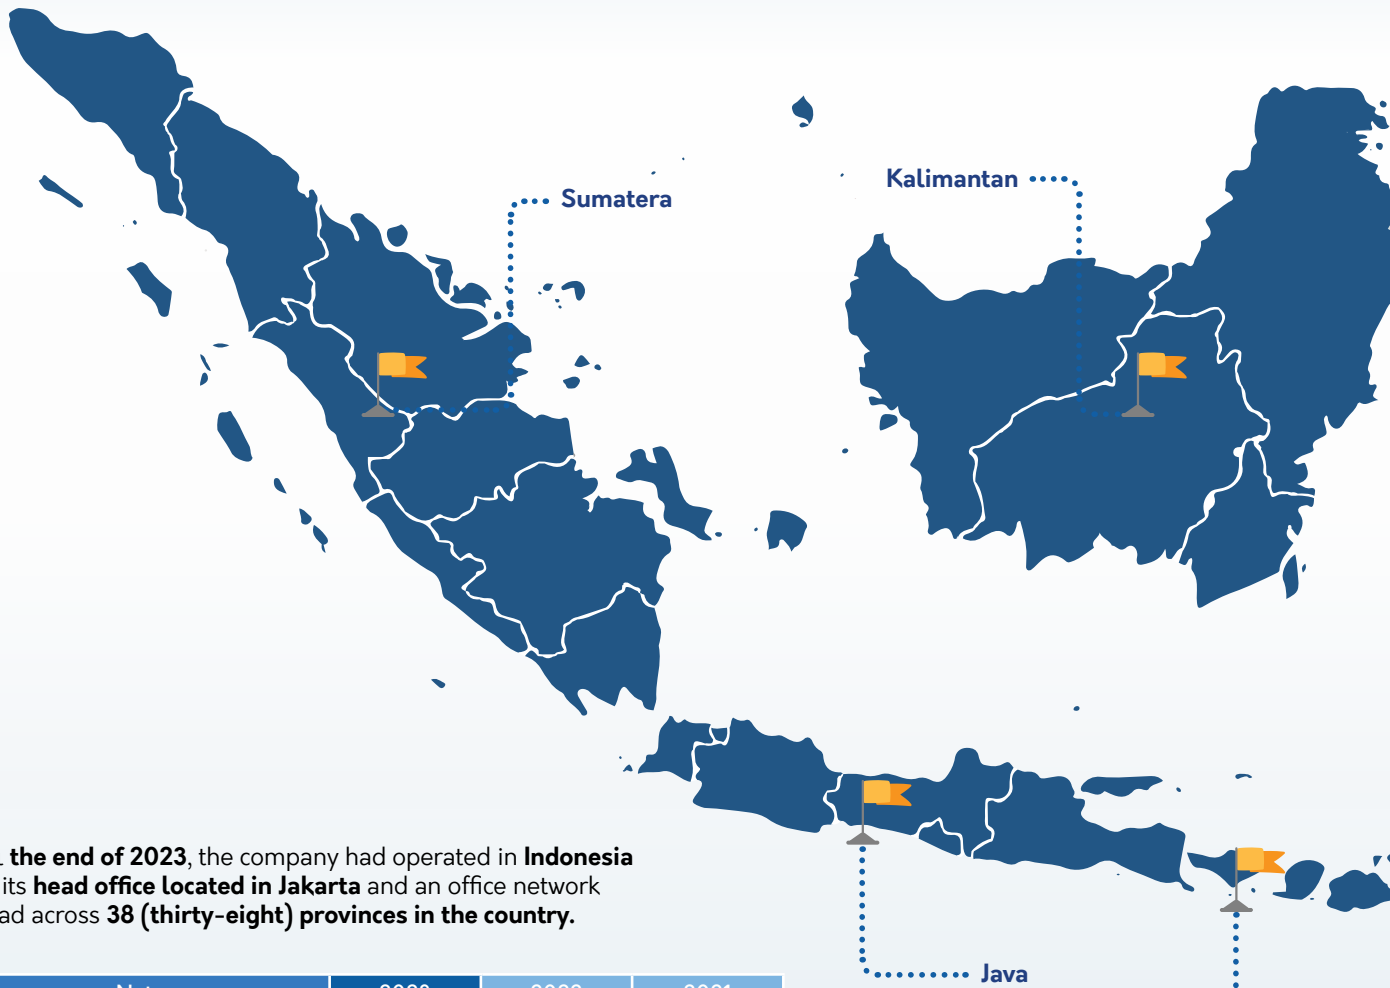 Sumatera
Kalimantan
the end of 2023, the company had operated in Indonesia
its head office located in Jakarta and an office network
across 38 (thirty-eight) provinces in the country.
Java